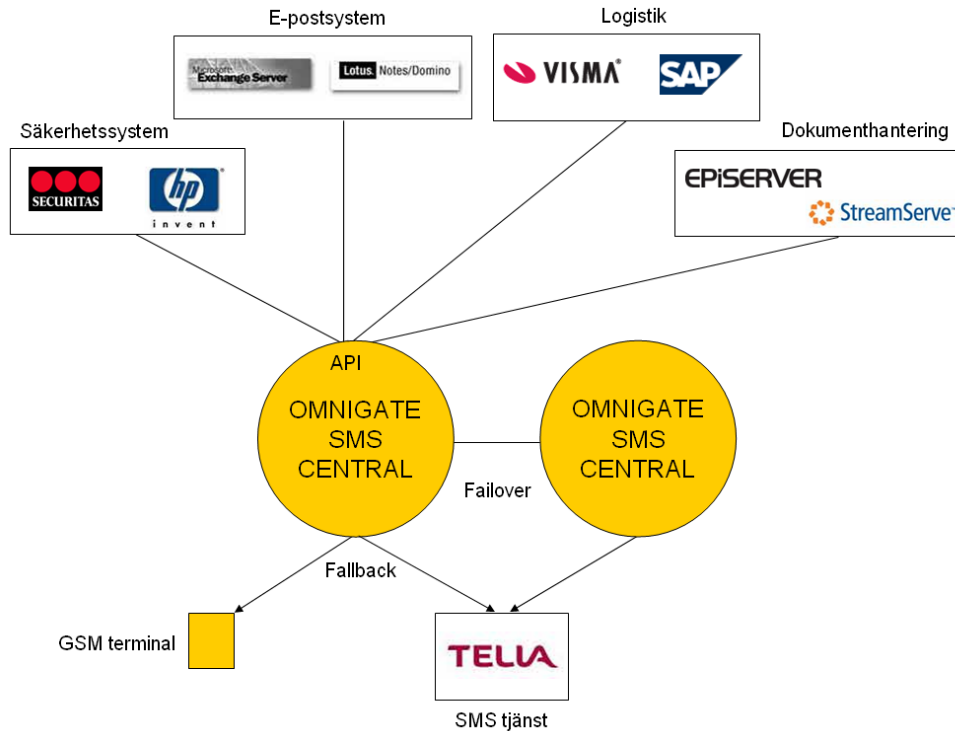 E-postsystem
Microsoft
Exchange Server
Lotus. Notes/Domino
Logistik
VISMA®
SAP
Säkerhetssystem
SECURITAS
hp
®
invent
Dokumenthantering
EPiSERVER
StreamServe™
API
OMNIGATE
SMS
CENTRAL
OMNIGATE
SMS
CENTRAL
Failover
Fallback
GSM terminal
TELIA
SMS tjänst